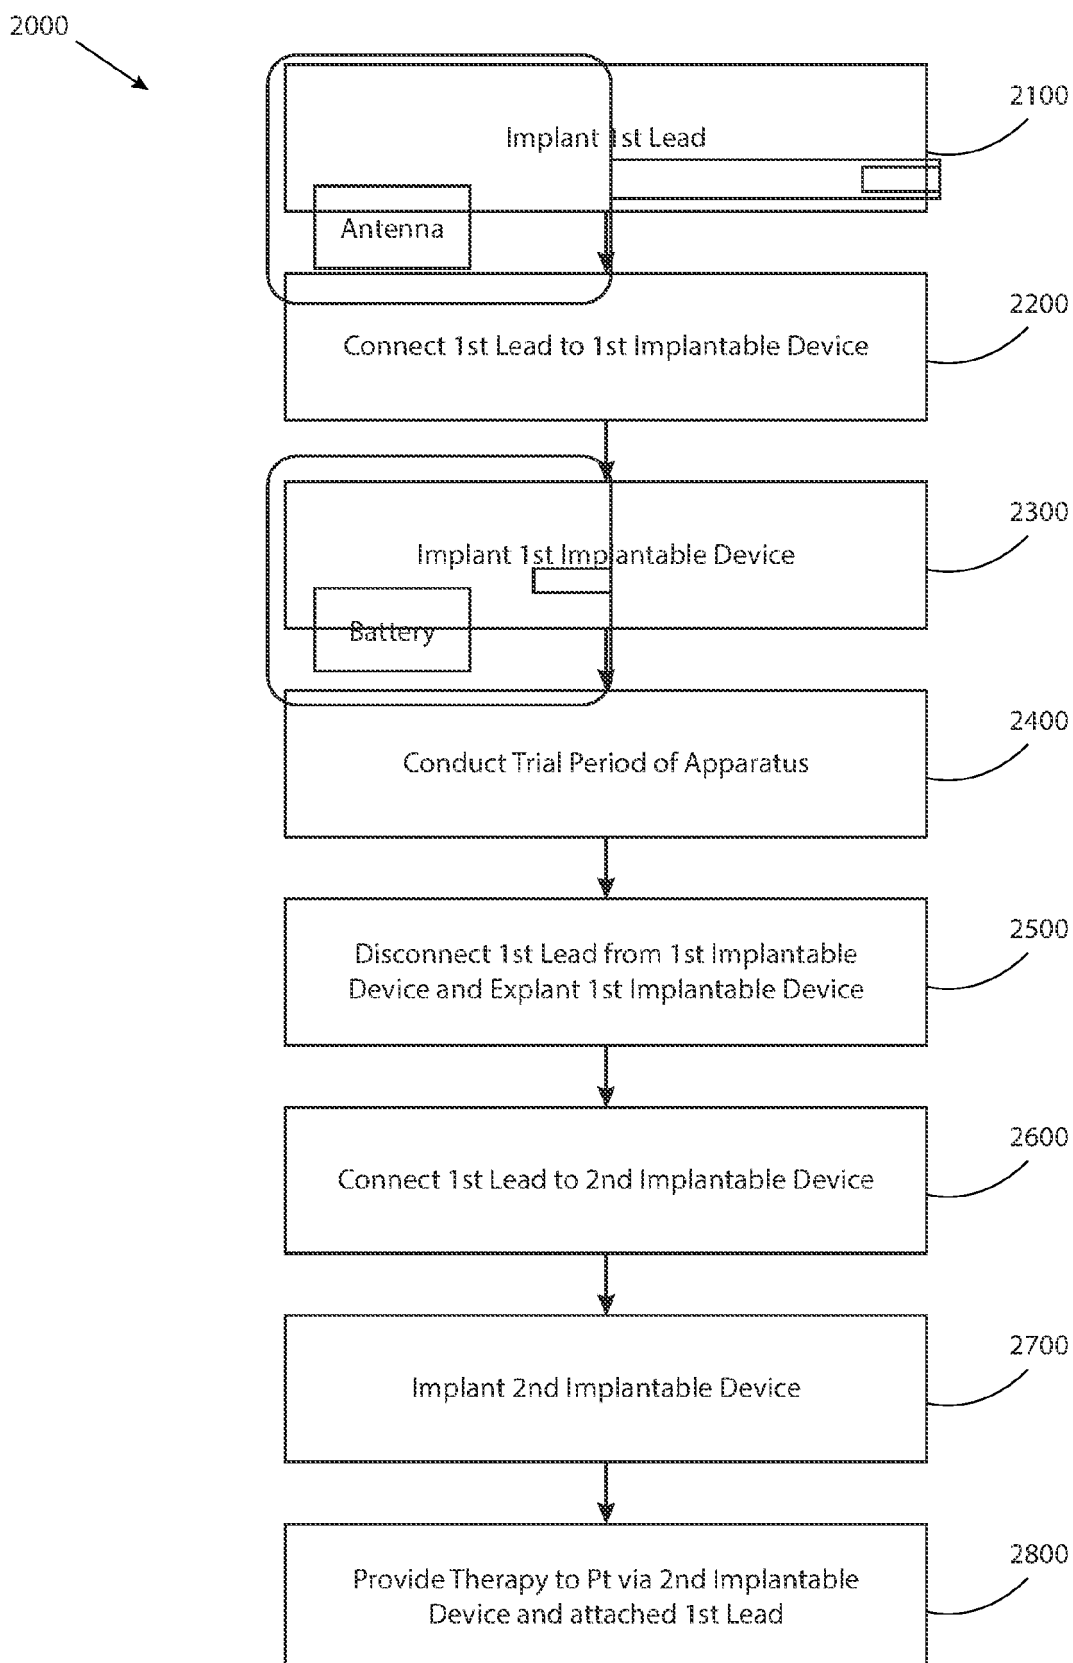 2000
2100
Implant 1st Lead
Antenna
2200
Connect 1st Lead to 1st Implantable Device
2300
Implant 1st Implantable Device
Battery
2400
Conduct Trial Period of Apparatus
2500
Disconnect 1st Lead from 1st Implantable
Device and Explant 1st Implantable Device
2600
Connect 1st Lead to 2nd Implantable Device
2700
Implant 2nd Implantable Device
2800
Provide Therapy to Pt via 2nd Implantable
Device and attached 1st Lead